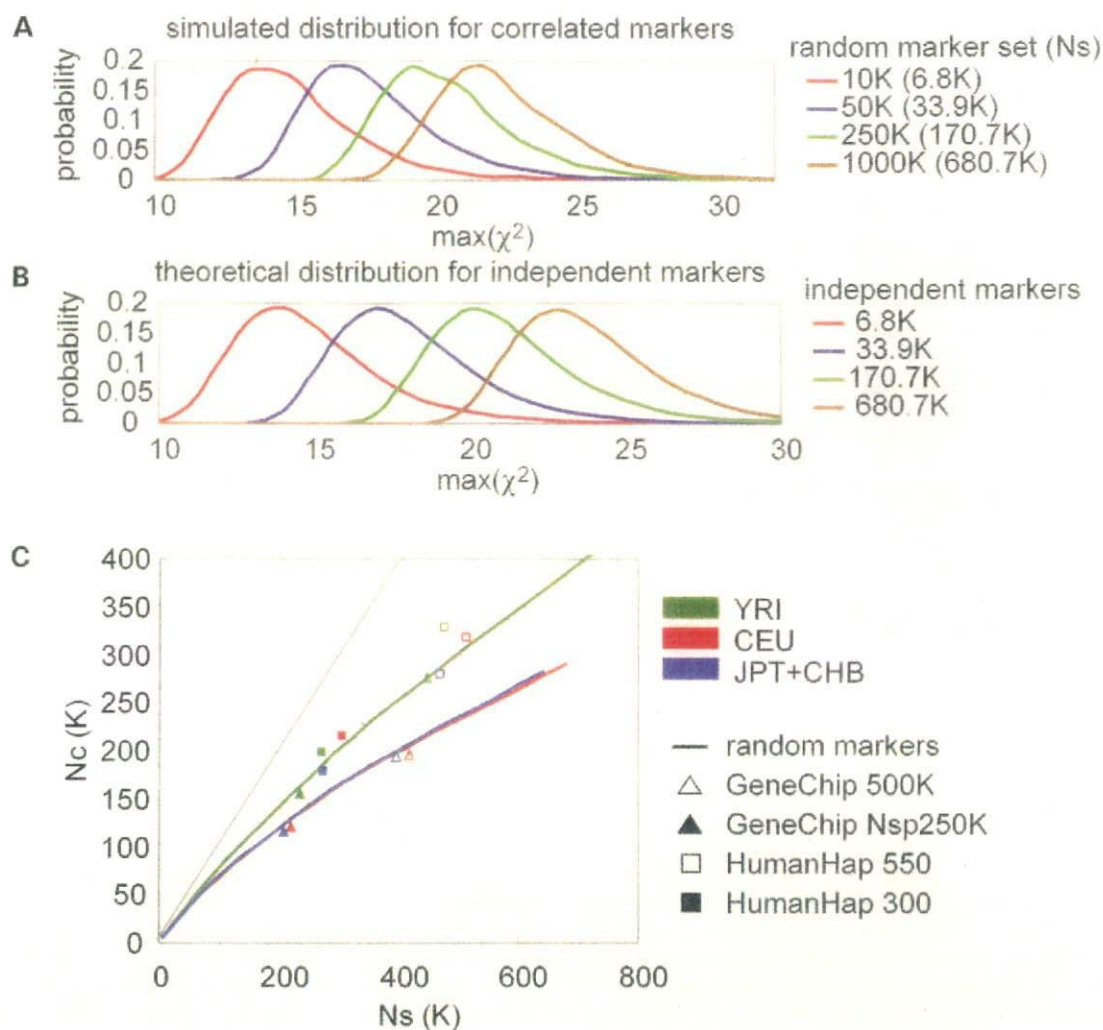 A
simulated distribution for correlated markers
probability
0.2
0.15
0.1
0.05
0
10
15
20
25
30
max(χ²)
random marker set (Ns)
10K (6.8K)
50K (33.9K)
250K (170.7K)
1000K (680.7K)
B
theoretical distribution for independent markers
probability
0.2
0.15
0.1
0.05
0
10
15
20
25
30
max(χ²)
independent markers
6.8K
33.9K
170.7K
680.7K
C
Nc (K)
400
350
300
250
200
150
100
50
0
0
200
400
600
800
Ns (K)
YRI
CEU
JPT+CHB
random markers
GeneChip 500K
GeneChip Nsp250K
HumanHap 550
HumanHap 300